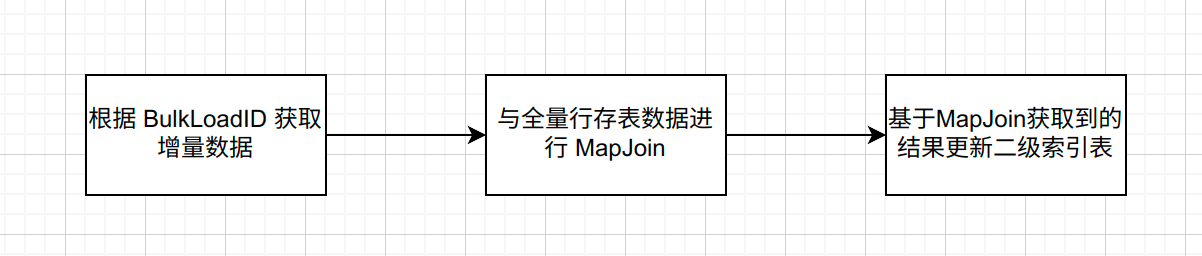 根据 BulkLoadID 获取
增量数据
与全量行存表数据进
行 MapJoin
基于MapJoin获取到的
结果更新二级索引表